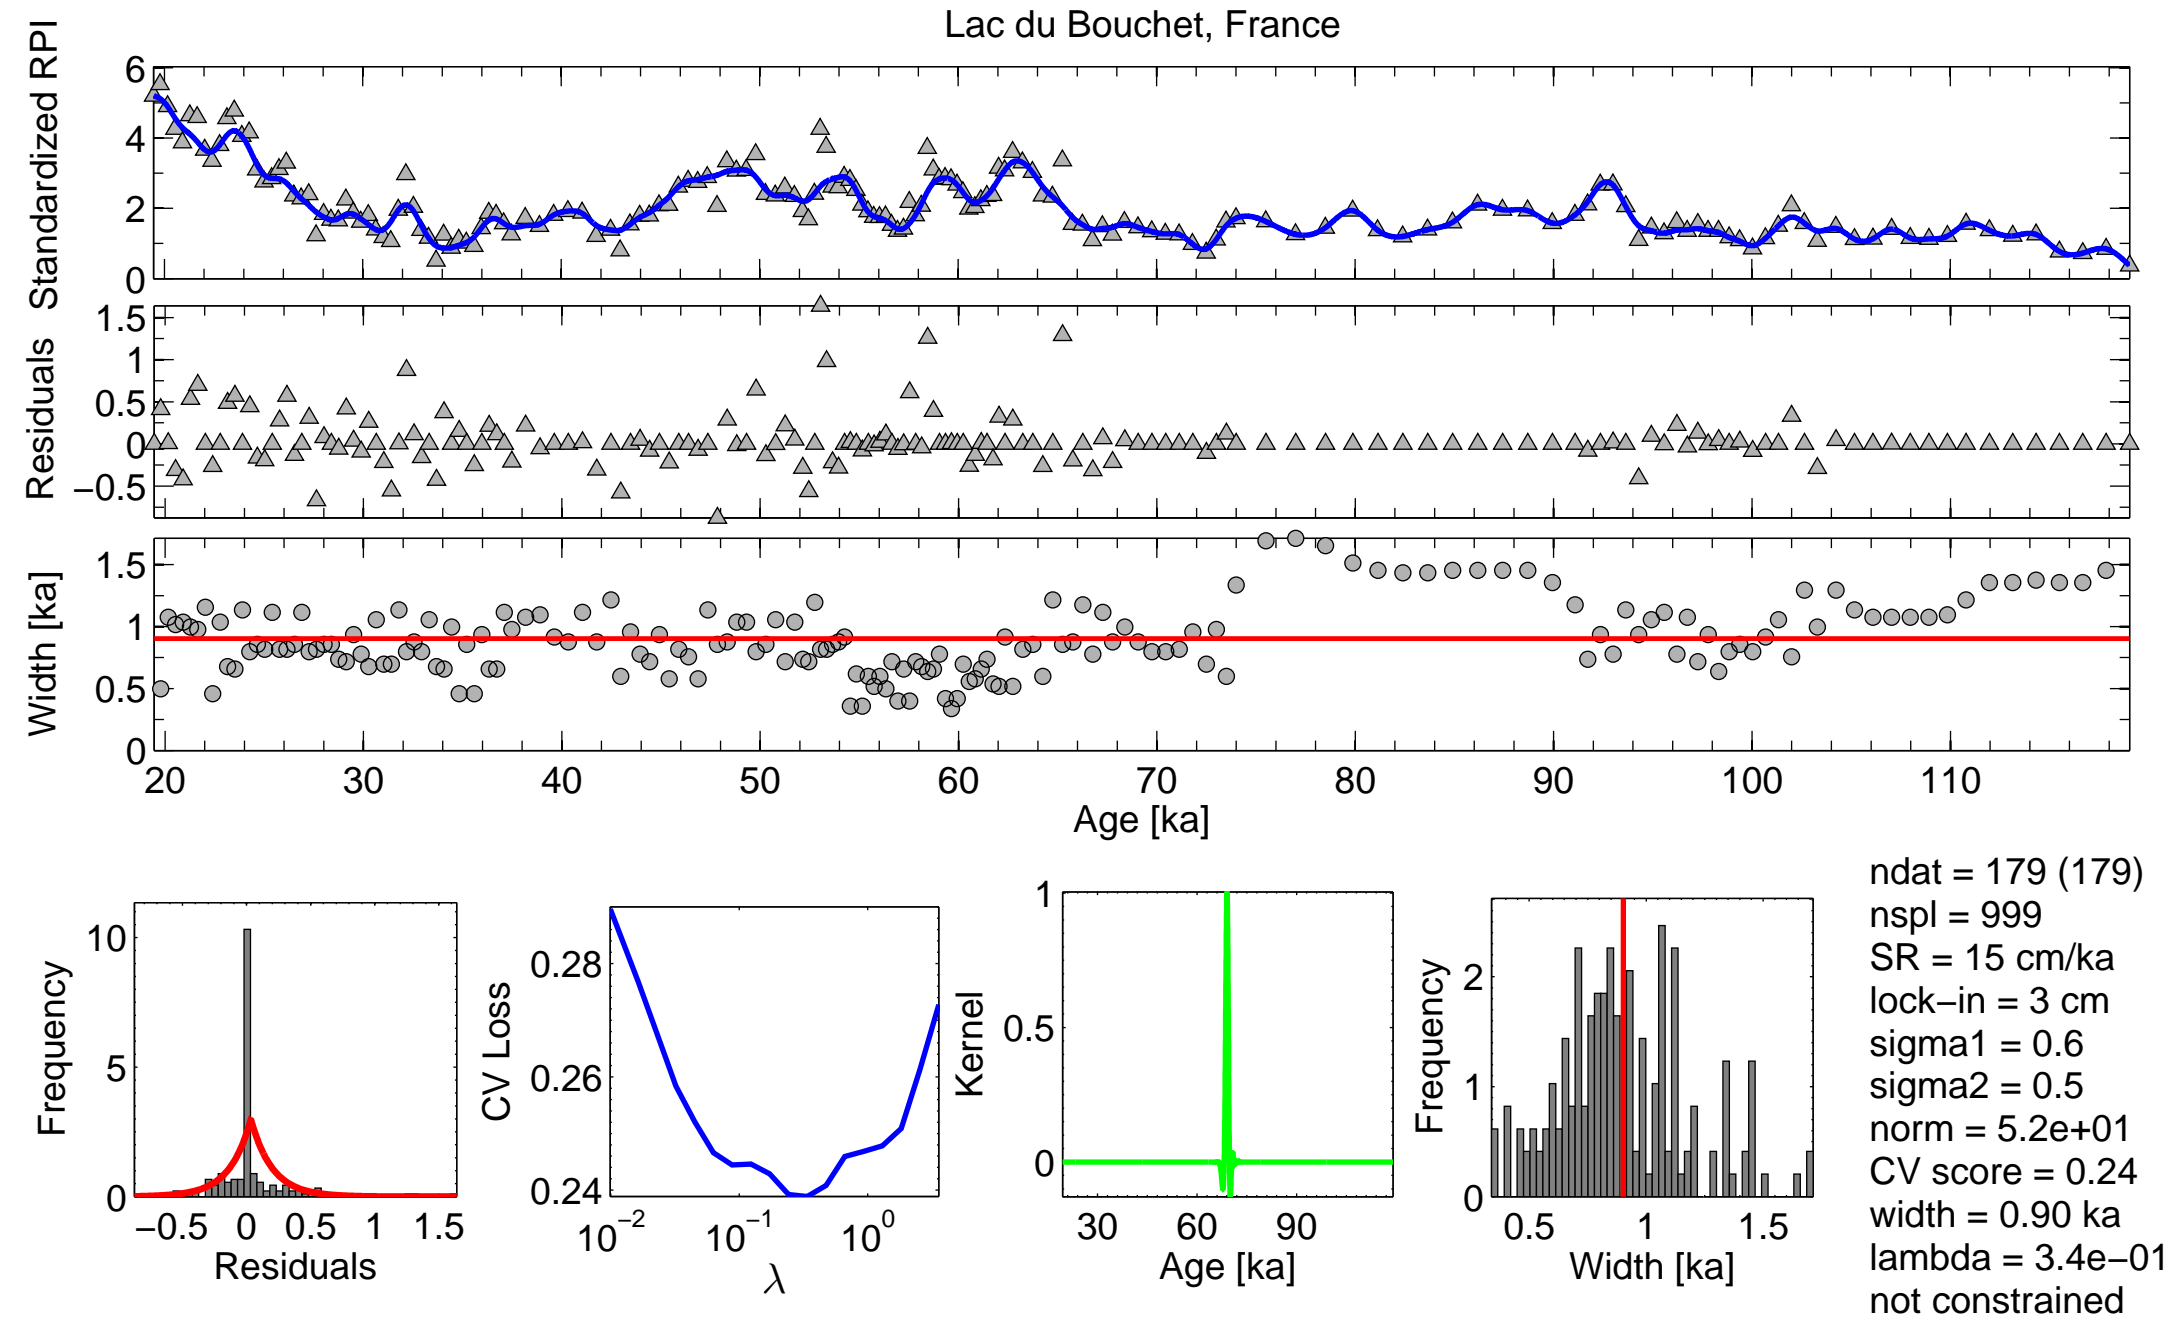 Lac du Bouchet, France
Standardized RPI
6
4
2
0
Residuals
1.5
1
0.5
0
−0.5
Width [ka]
1.5
1
0.5
0
20 30 40 50 60 70 80 90 100 110
Age [ka]
Frequency
10
5
0
−0.5 0 0.5 1 1.5
Residuals
CV Loss
0.28
0.26
0.24
10−2 10−1 100
λ
Kernel
1
0.5
0
30 60 90
Age [ka]
Frequency
2
1
0
0.5 1 1.5
Width [ka]
ndat = 179 (179)
nspl = 999
SR = 15 cm/ka
lock−in = 3 cm
sigma1 = 0.6
sigma2 = 0.5
norm = 5.2e+01
CV score = 0.24
width = 0.90 ka
lambda = 3.4e−01
not constrained